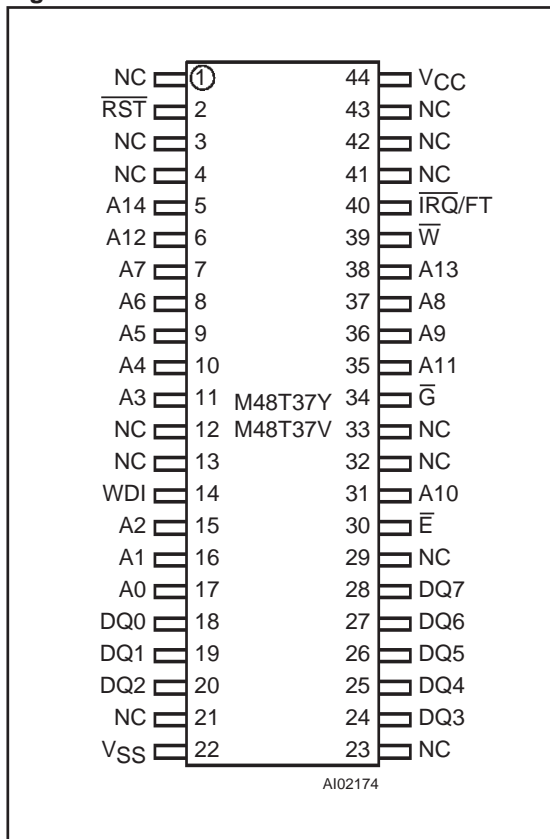 NC 1 44 VCC
R̅S̅T̅ 2 43 NC
NC 3 42 NC
NC 4 41 NC
A14 5 40 I̅R̅Q̅/FT
A12 6 39 W̅
A7 7 38 A13
A6 8 37 A8
A5 9 36 A9
A4 10 35 A11
A3 11 M48T37Y 34 G̅
NC 12 M48T37V 33 NC
NC 13 32 NC
WDI 14 31 A10
A2 15 30 E̅
A1 16 29 NC
A0 17 28 DQ7
DQ0 18 27 DQ6
DQ1 19 26 DQ5
DQ2 20 25 DQ4
NC 21 24 DQ3
VSS 22 23 NC
AI02174